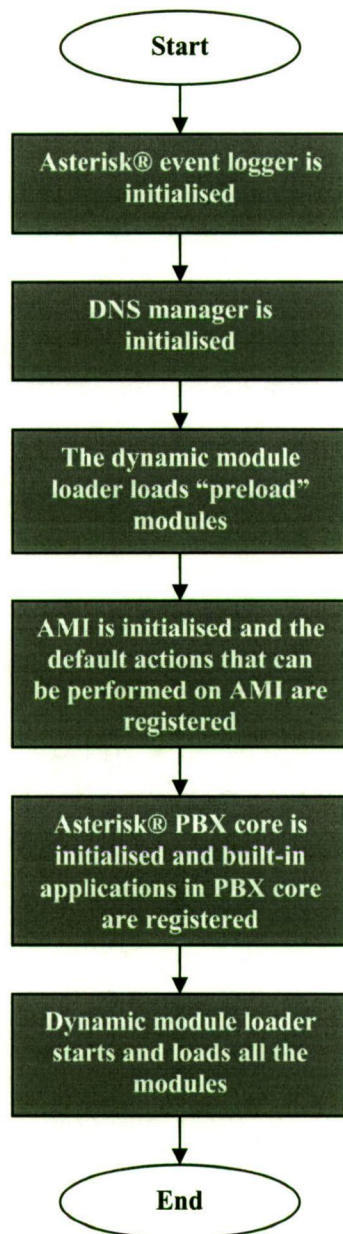 Start
Asterisk® event logger is
initialised
DNS manager is
initialised
The dynamic module
loader loads “preload”
modules
AMI is initialised and the
default actions that can
be performed on AMI are
registered
Asterisk® PBX core is
initialised and built-in
applications in PBX core
are registered
Dynamic module loader
starts and loads all the
modules
End